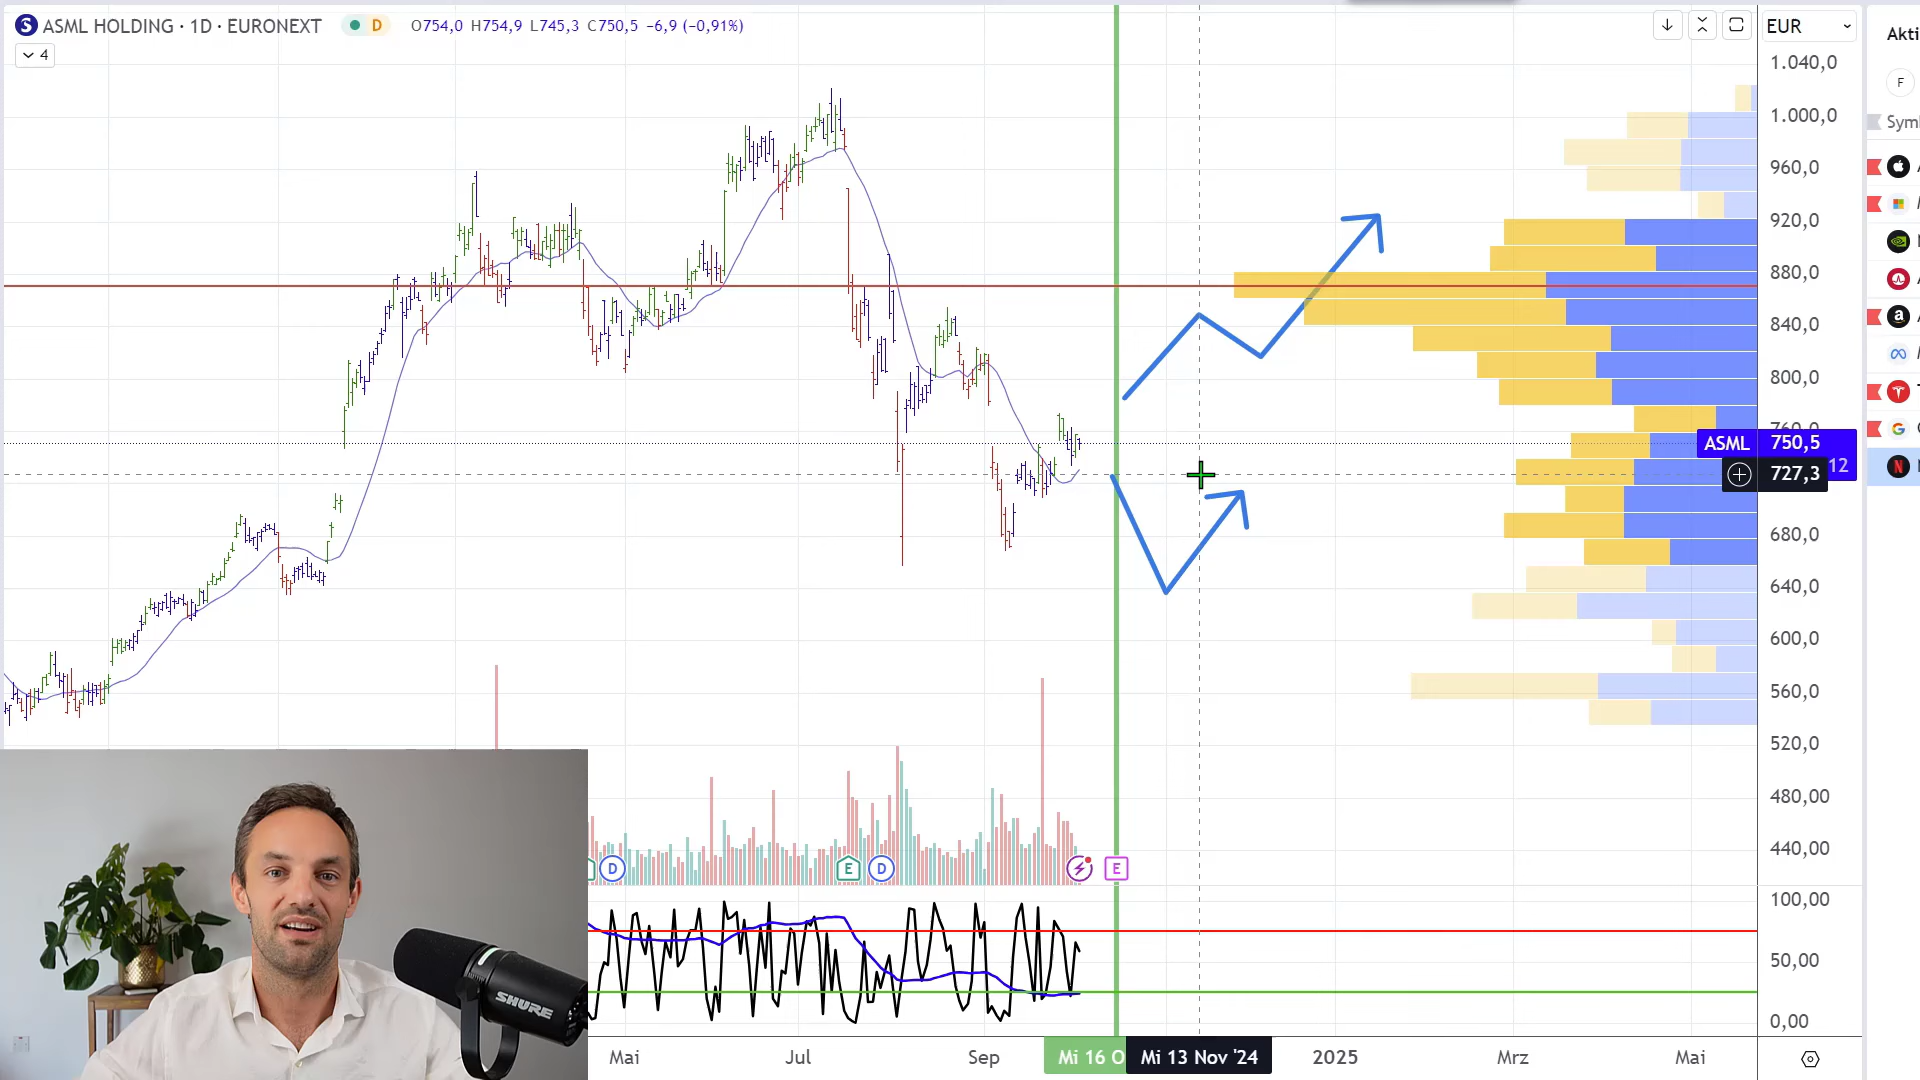 ASML HOLDING · 1D · EURONEXT D O754,0 H754,9 L745,3 C750,5 −6,9 (−0,91%)
4
EUR
Akti
F
Sym
1.040,0
1.000,0
960,0
920,0
880,0
840,0
800,0
760,0
ASML 750,5
12
727,3
680,0
640,0
600,0
560,0
520,0
480,00
440,00
D E D E
100,00
50,00
0,00
SHURE
Mai Jul Sep Mi 16 O Mi 13 Nov '24 2025 Mrz Mai